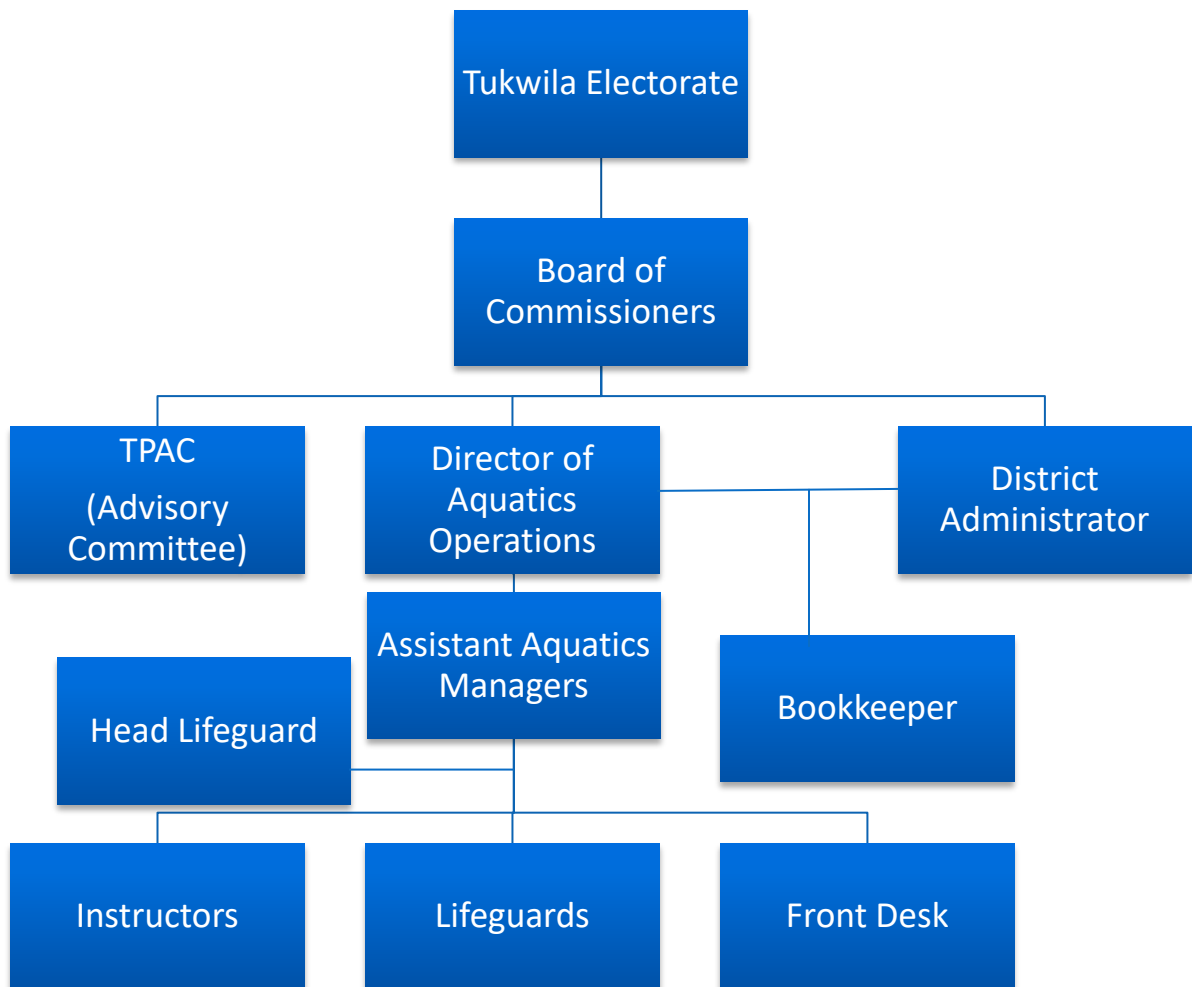 Tukwila Electorate
Board of
Commissioners
TPAC
(Advisory
Committee)
Director of
Aquatics
Operations
District
Administrator
Assistant Aquatics
Managers
Head Lifeguard
Bookkeeper
Instructors
Lifeguards
Front Desk